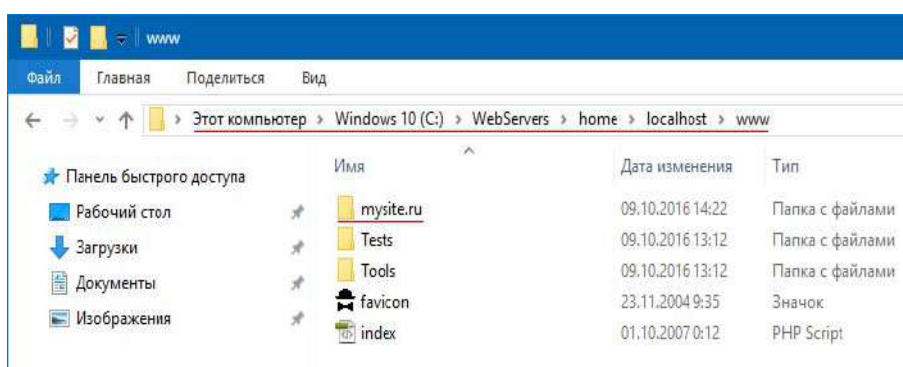 www
Файл Главная Поделиться Вид
Этот компьютер > Windows 10 (C:) > WebServers > home > localhost > www
Панель быстрого доступа
Рабочий стол
Загрузки
Документы
Изображения
Имя Дата изменения Тип
mysite.ru 09.10.2016 14:22 Папка с файлами
Tests 09.10.2016 13:12 Папка с файлами
Tools 09.10.2016 13:12 Папка с файлами
favicon 23.11.2004 9:35 Значок
index 01.10.2007 0:12 PHP Script